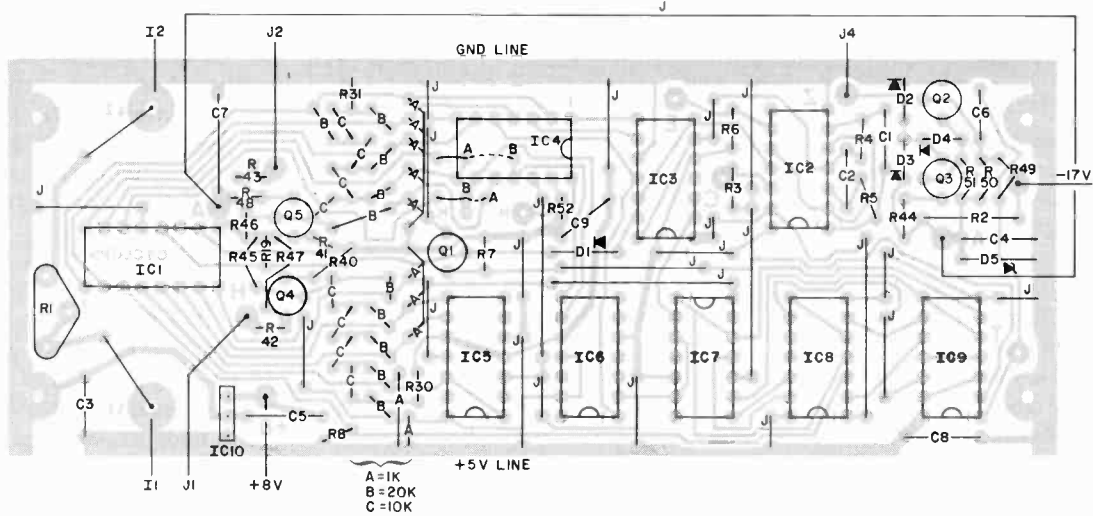 J
I2
J2
J4
GND LINE
C7
R31
B
C
B
A
A
A
A
J
A
B
IC4
J
IC3
J
R6
IC2
R4
C1
D2
Q2
C6
D4
D3
Q3
R
51
R
50
R49
-17V
C2
R5
R3
R
43
R
48
J
C
B
C
B
B
A
R52
C9
J
R44
R2
R46
Q5
B
A
Q1
R7
J
D1
J
C4
D5
IC1
R45
R47
R
41
R40
R1
Q4
R
42
C
B
A
B
C
A
B
C
B
C
B
J
J
IC5
IC6
IC7
IC8
IC9
J
J
J
C3
IC10
C5
R8
B
A
R30
A
J
J
J
J
C8
I1
J1
+8V
+5V LINE
A=1K
B=20K
C=10K